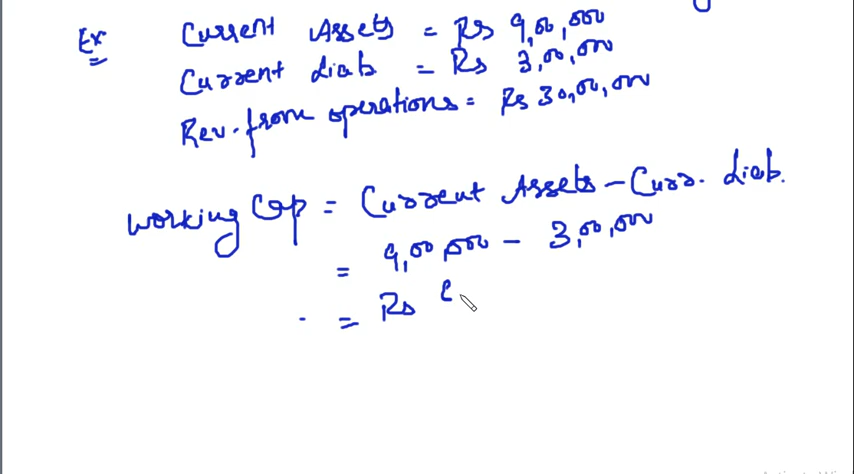 Ex Current Assets = Rs 9,00,000
Current Liab = Rs 3,00,000
Rev. from operations = Rs 30,00,000
Working Cap = Current Assets - Curr. Liab.
= 9,00,000 - 3,00,000
= Rs